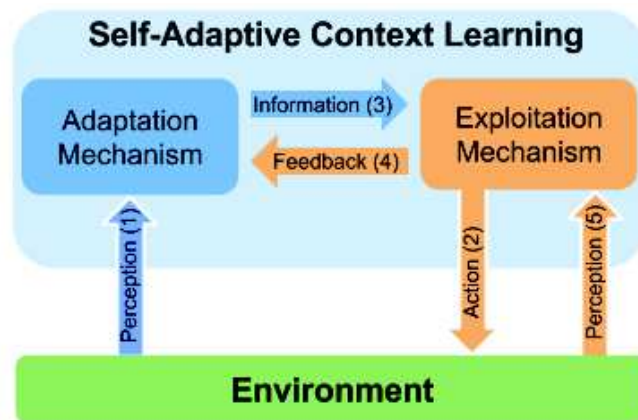 Self-Adaptive Context Learning
Adaptation
Mechanism
Information (3)
Feedback (4)
Exploitation
Mechanism
Perception (1)
Action (2)
Perception (5)
Environment